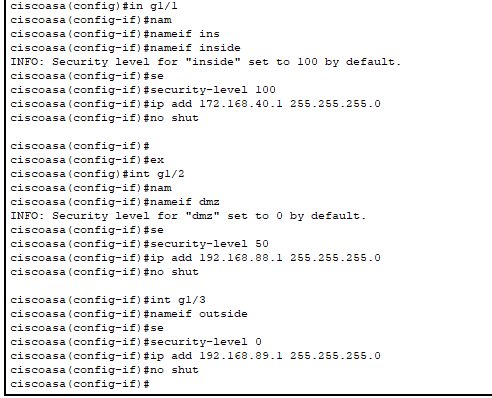 ciscoasa(config)#in g1/1
ciscoasa(config-if)#nam
ciscoasa(config-if)#nameif ins
ciscoasa(config-if)#nameif inside
INFO: Security level for "inside" set to 100 by default.
ciscoasa(config-if)#se
ciscoasa(config-if)#security-level 100
ciscoasa(config-if)#ip add 172.168.40.1 255.255.255.0
ciscoasa(config-if)#no shut
ciscoasa(config-if)#
ciscoasa(config-if)#ex
ciscoasa(config)#int g1/2
ciscoasa(config-if)#nam
ciscoasa(config-if)#nameif dmz
INFO: Security level for "dmz" set to 0 by default.
ciscoasa(config-if)#se
ciscoasa(config-if)#security-level 50
ciscoasa(config-if)#ip add 192.168.88.1 255.255.255.0
ciscoasa(config-if)#no shut
ciscoasa(config-if)#int g1/3
ciscoasa(config-if)#nameif outside
ciscoasa(config-if)#se
ciscoasa(config-if)#security-level 0
ciscoasa(config-if)#ip add 192.168.89.1 255.255.255.0
ciscoasa(config-if)#no shut
ciscoasa(config-if)#